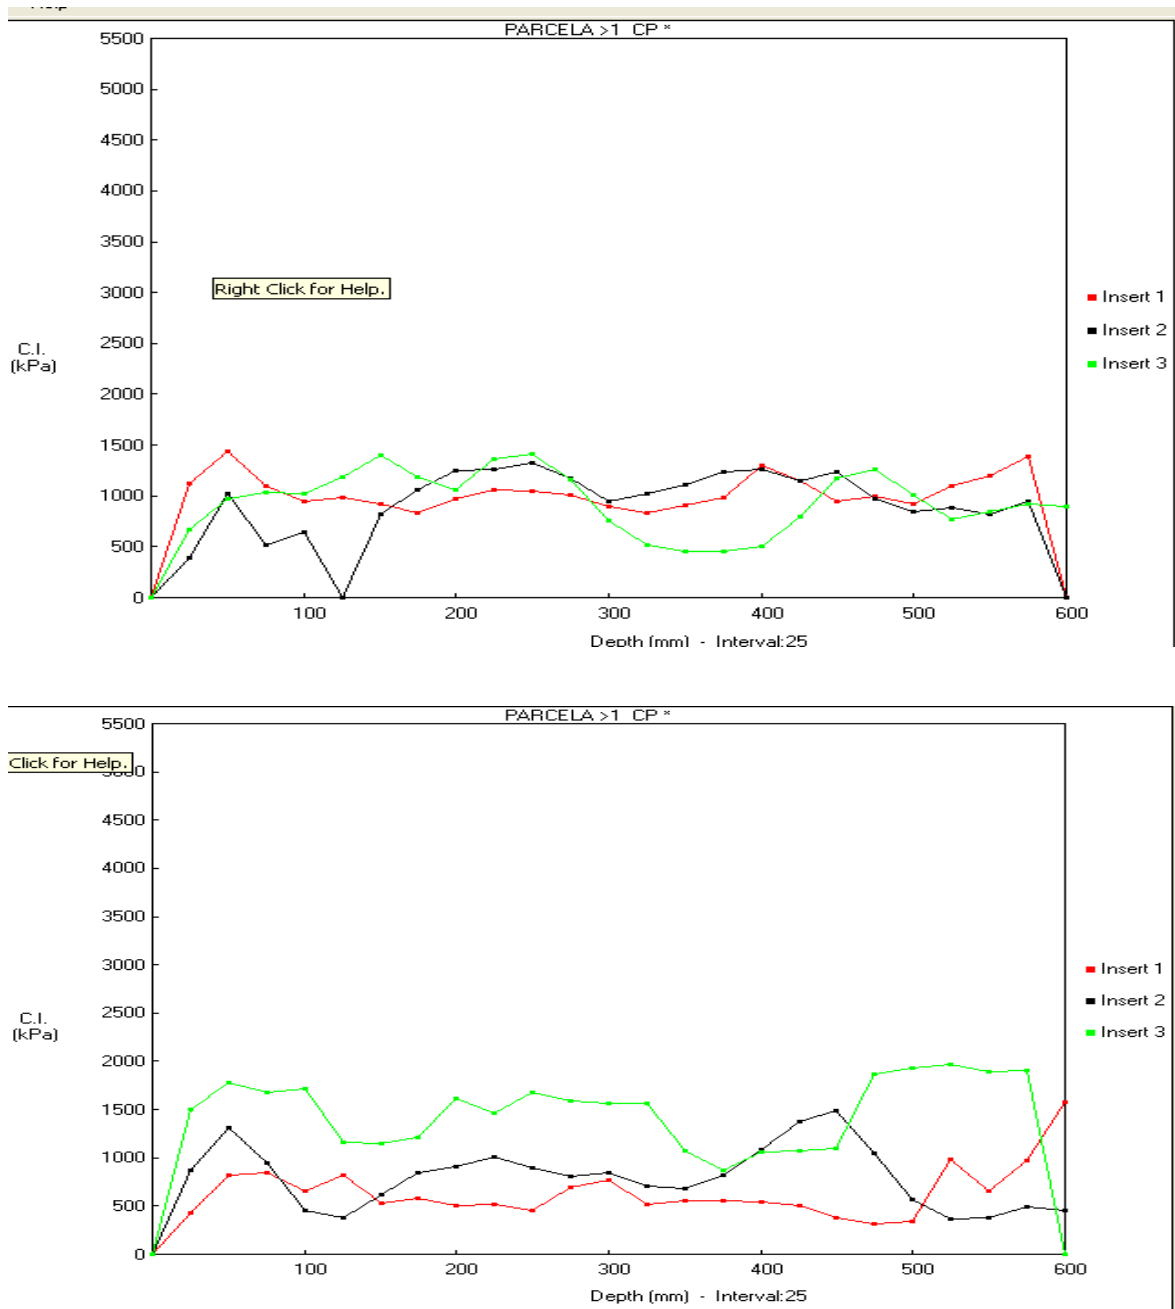 Help
PARCELA >1 CP *
5500
5000
4500
4000
3500
3000
2500
2000
1500
1000
500
0
C.I.
(kPa)
Right Click for Help.
Insert 1
Insert 2
Insert 3
100 200 300 400 500 600
Depth (mm) - Interval:25
PARCELA >1 CP *
5500
Click for Help.
5000
4500
4000
3500
3000
2500
2000
1500
1000
500
0
C.I.
(kPa)
Insert 1
Insert 2
Insert 3
100 200 300 400 500 600
Depth (mm) - Interval:25